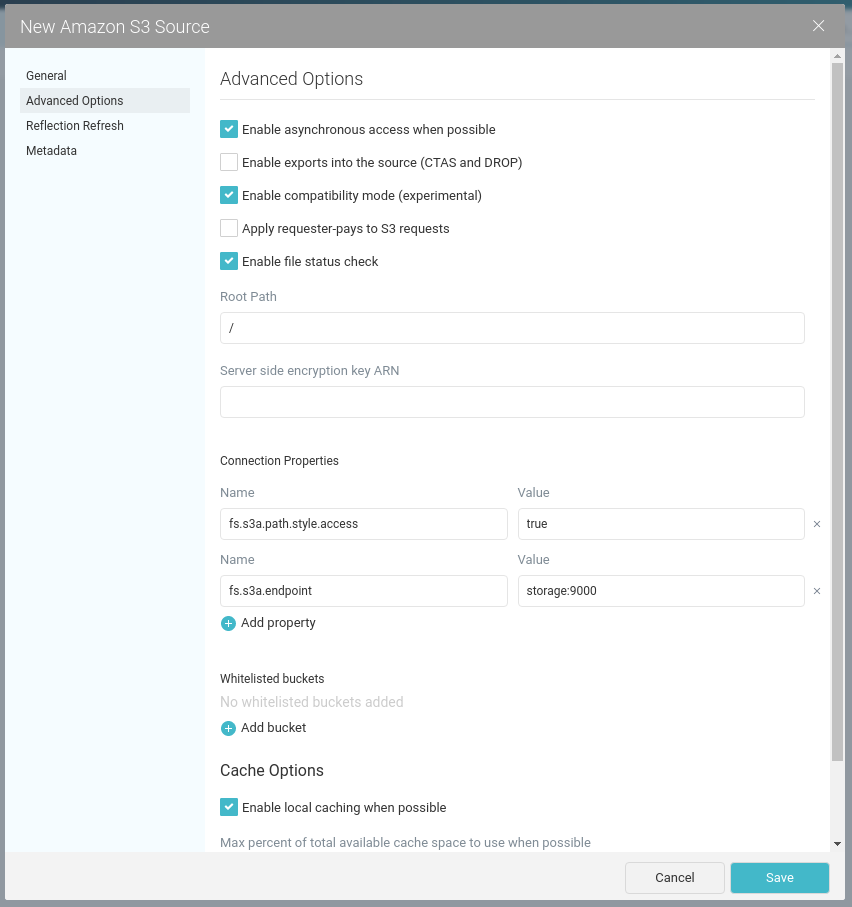 New Amazon S3 Source
General
Advanced Options
Reflection Refresh
Metadata
Advanced Options
Enable asynchronous access when possible
Enable exports into the source (CTAS and DROP)
Enable compatibility mode (experimental)
Apply requester-pays to S3 requests
Enable file status check
Root Path
/
Server side encryption key ARN
Connection Properties
Name Value
fs.s3a.path.style.access true
Name Value
fs.s3a.endpoint storage:9000
Add property
Whitelisted buckets
No whitelisted buckets added
Add bucket
Cache Options
Enable local caching when possible
Max percent of total available cache space to use when possible
Cancel Save